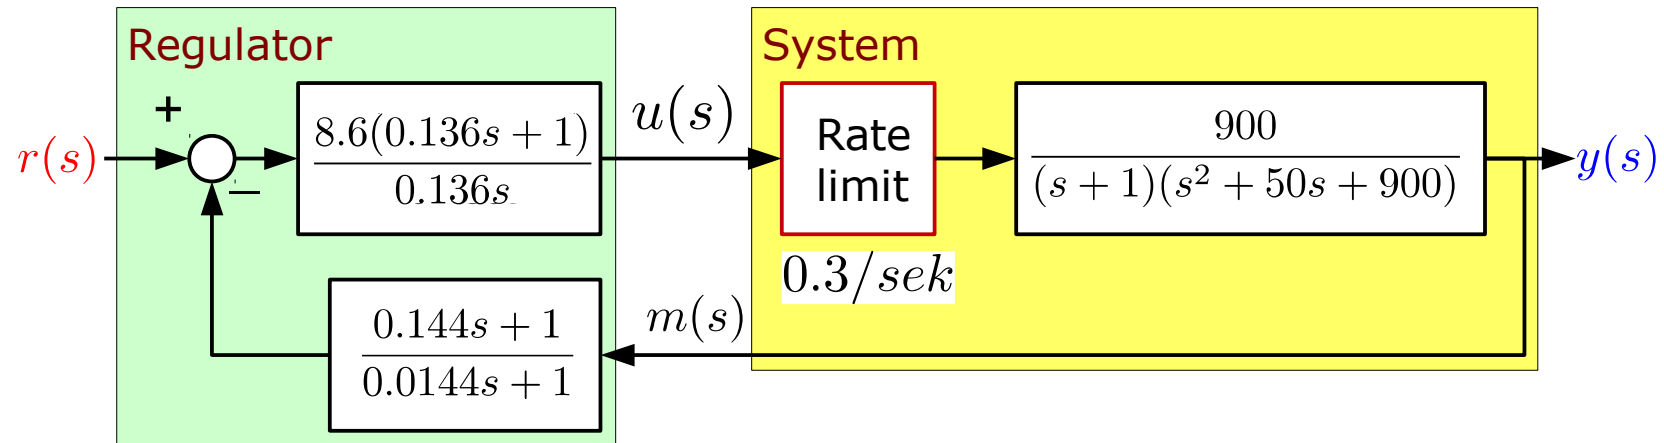 Regulator
System
+
r(s)
−
8.6(0.136s + 1)
0.136s
u(s)
Rate
limit
0.3/sek
900
(s + 1)(s² + 50s + 900)
y(s)
0.144s + 1
0.0144s + 1
m(s)